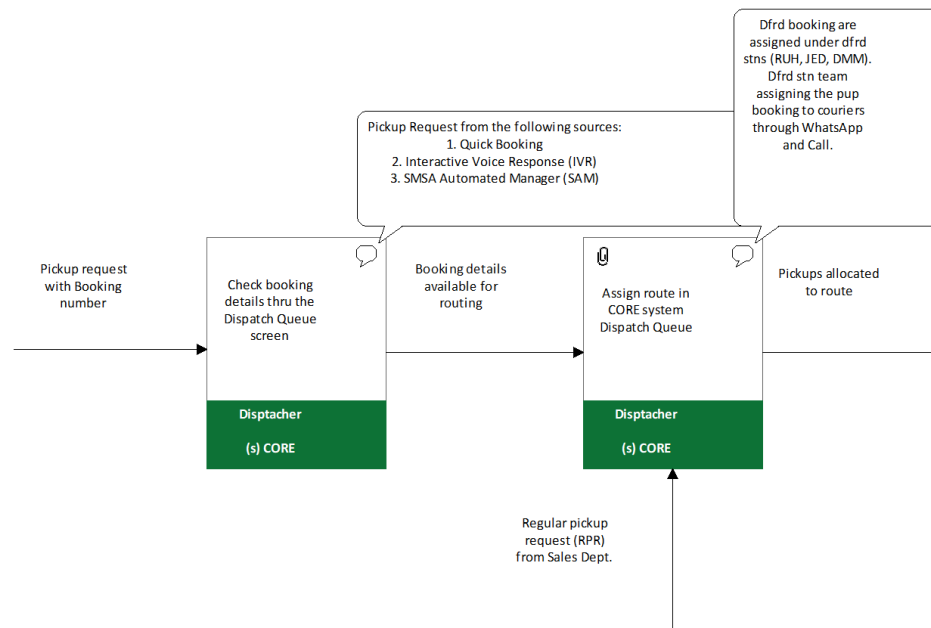 Dfrd booking are
assigned under dfrd
stns (RUH, JED, DMM).
Dfrd stn team
assigning the pup
booking to couriers
through WhatsApp
and Call.
Pickup Request from the following sources:
1. Quick Booking
2. Interactive Voice Response (IVR)
3. SMSA Automated Manager (SAM)
Pickup request
with Booking
number
Check booking
details thru the
Dispatch Queue
screen
Disptacher
(s) CORE
Booking details
available for
routing
Assign route in
CORE system
Dispatch Queue
Disptacher
(s) CORE
Pickups allocated
to route
Regular pickup
request (RPR)
from Sales Dept.